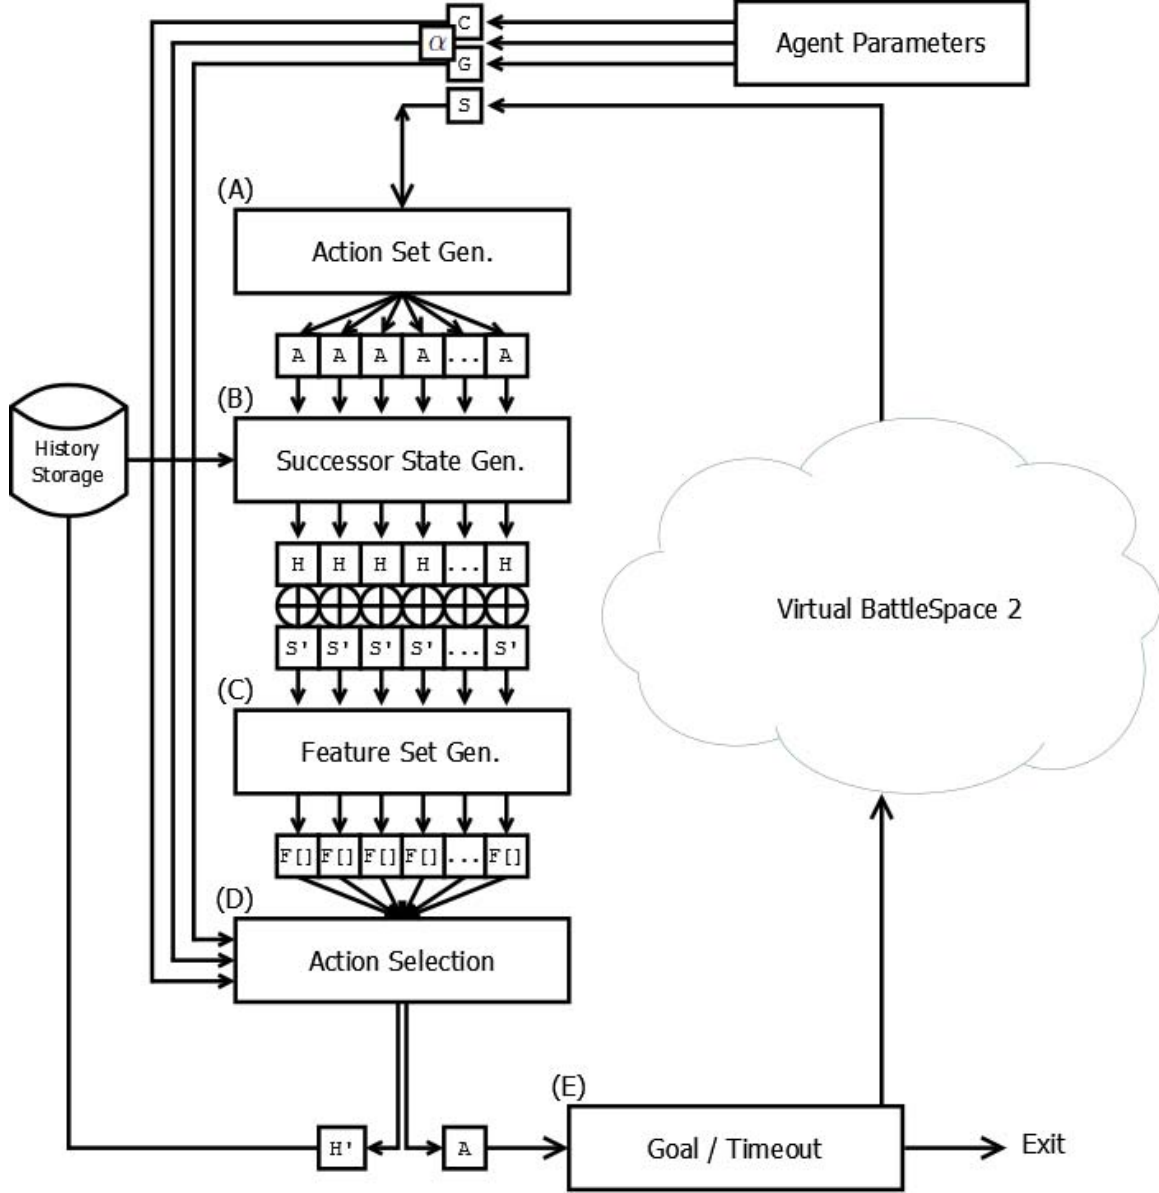 C
α
Agent Parameters
G
S
(A)
Action Set Gen.
A A A A ... A
(B)
History
Storage
Successor State Gen.
H H H H ... H
S' S' S' S' ... S'
Virtual BattleSpace 2
(C)
Feature Set Gen.
F[] F[] F[] F[] ... F[]
(D)
Action Selection
(E)
H'
A
Goal / Timeout
Exit